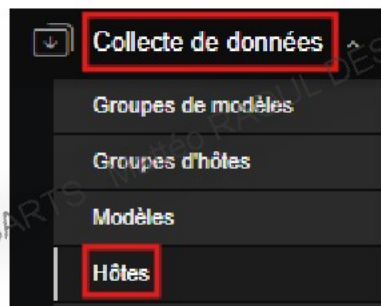 Collecte de données
Groupes de modèles
Groupes d'hôtes
Modèles
Hôtes